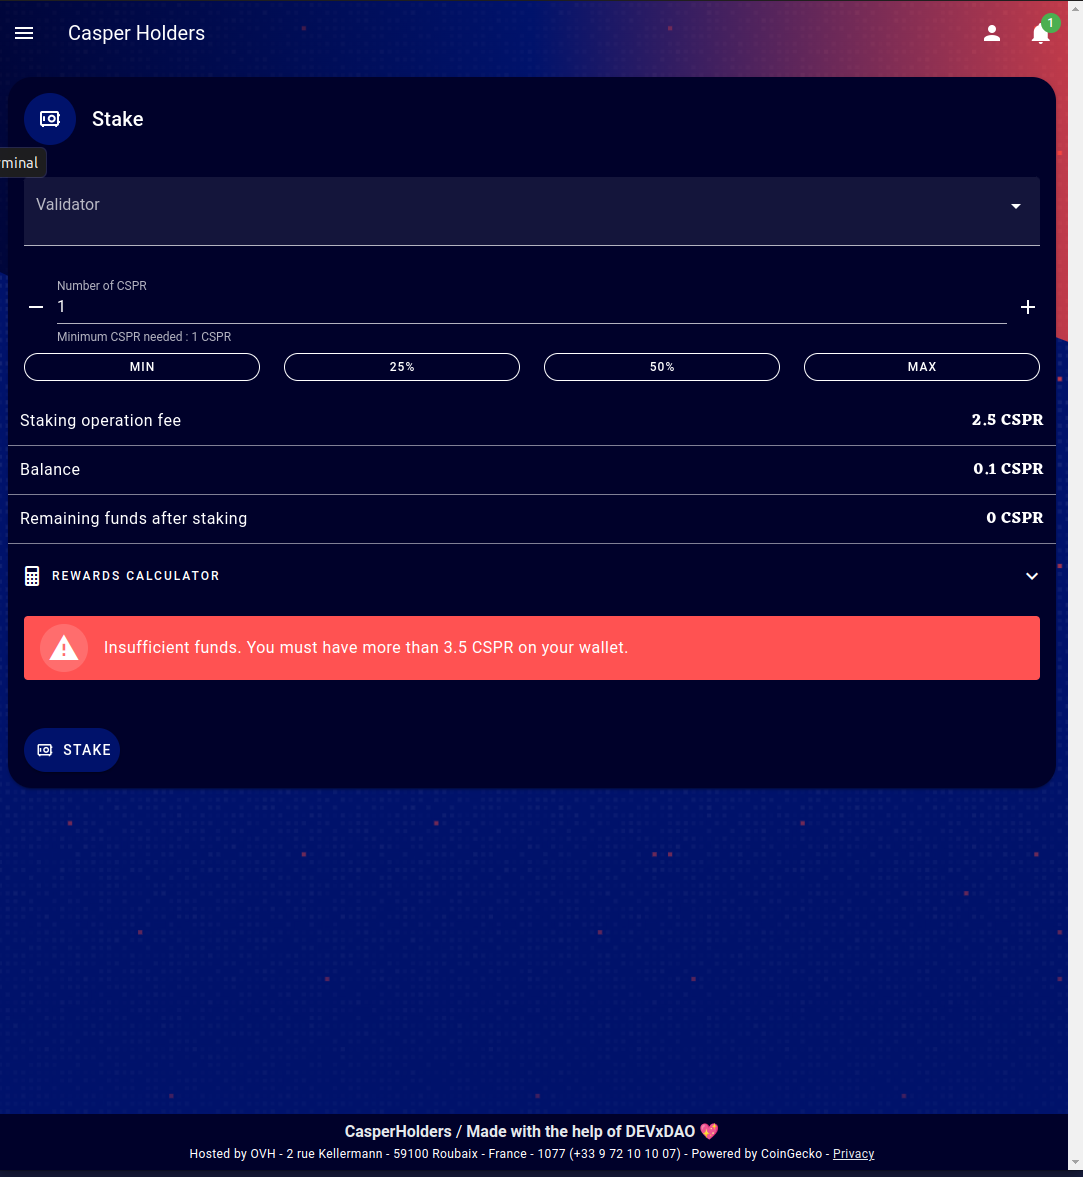 Casper Holders
1
Stake
minal
Validator
Number of CSPR
1
Minimum CSPR needed : 1 CSPR
MIN 25% 50% MAX
Staking operation fee 2.5 CSPR
Balance 0.1 CSPR
Remaining funds after staking 0 CSPR
REWARDS CALCULATOR
Insufficient funds. You must have more than 3.5 CSPR on your wallet.
STAKE
CasperHolders / Made with the help of DEVxDAO 💖
Hosted by OVH - 2 rue Kellermann - 59100 Roubaix - France - 1077 (+33 9 72 10 10 07) - Powered by CoinGecko - Privacy